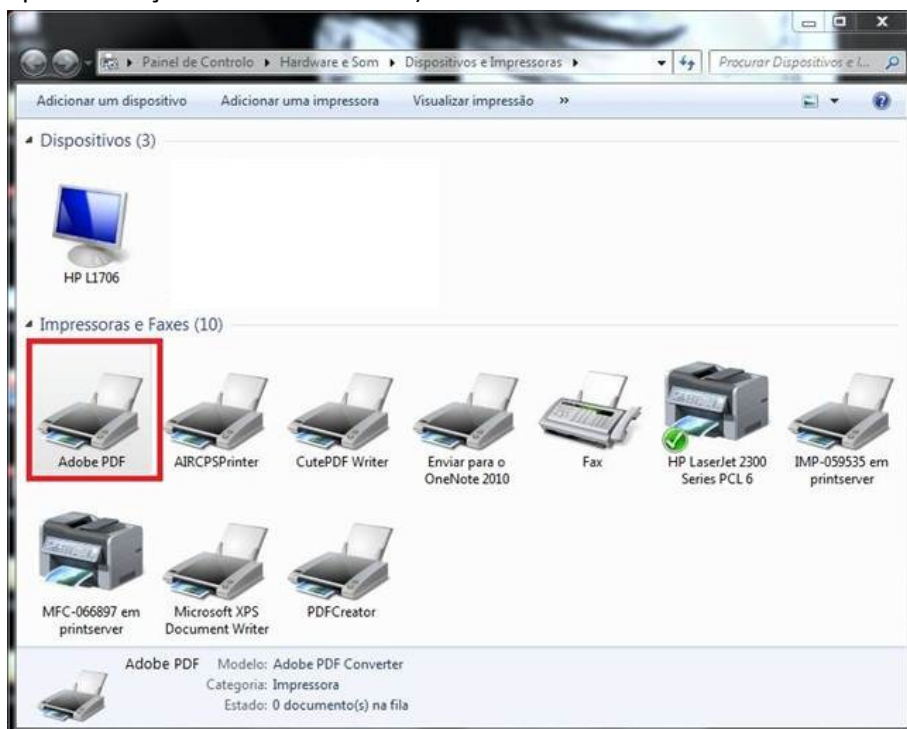 Painel de Controlo ▸ Hardware e Som ▸ Dispositivos e Impressoras ▸
Procurar Dispositivos e I...
Adicionar um dispositivo Adicionar uma impressora Visualizar impressão »
Dispositivos (3)
HP L1706
Impressoras e Faxes (10)
Adobe PDF
AIRCPSPrinter
CutePDF Writer
Enviar para o
OneNote 2010
Fax
HP LaserJet 2300
Series PCL 6
IMP-059535 em
printserver
MFC-066897 em
printserver
Microsoft XPS
Document Writer
PDFCreator
Adobe PDF Modelo: Adobe PDF Converter
Categoria: Impressora
Estado: 0 documento(s) na fila